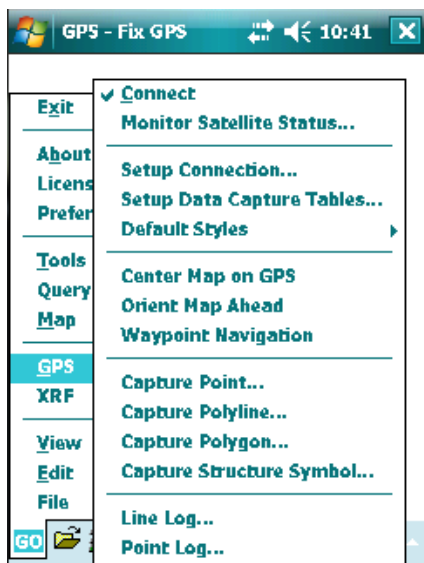 GPS - Fix GPS 10:41
Exit
About
Licens
Prefer
Tools
Query
Map
GPS
XRF
View
Edit
File
GO
Connect
Monitor Satellite Status...
Setup Connection...
Setup Data Capture Tables...
Default Styles
Center Map on GPS
Orient Map Ahead
Waypoint Navigation
Capture Point...
Capture Polyline...
Capture Polygon...
Capture Structure Symbol...
Line Log...
Point Log...